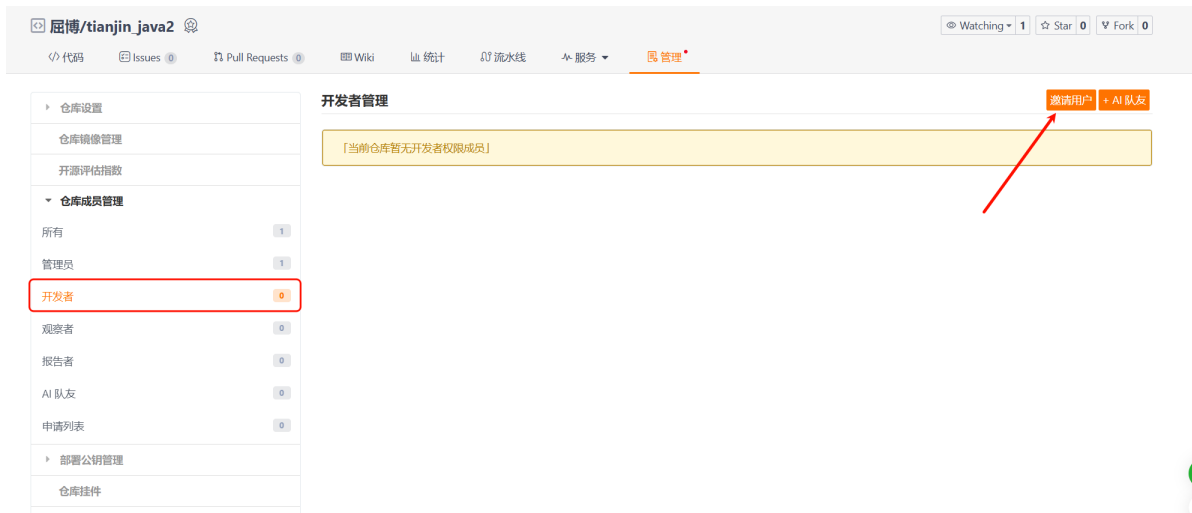 屈博/tianjin_java2
Watching 1 Star 0 Fork 0
代码 Issues 0 Pull Requests 0 Wiki 统计 流水线 服务 管理
仓库设置
仓库镜像管理
开源评估指数
仓库成员管理
所有 1
管理员 1
开发者 0
观察者 0
报告者 0
AI 队友 0
申请列表 0
部署公钥管理
仓库挂件
开发者管理
邀请用户 + AI 队友
「当前仓库暂无开发者权限成员」